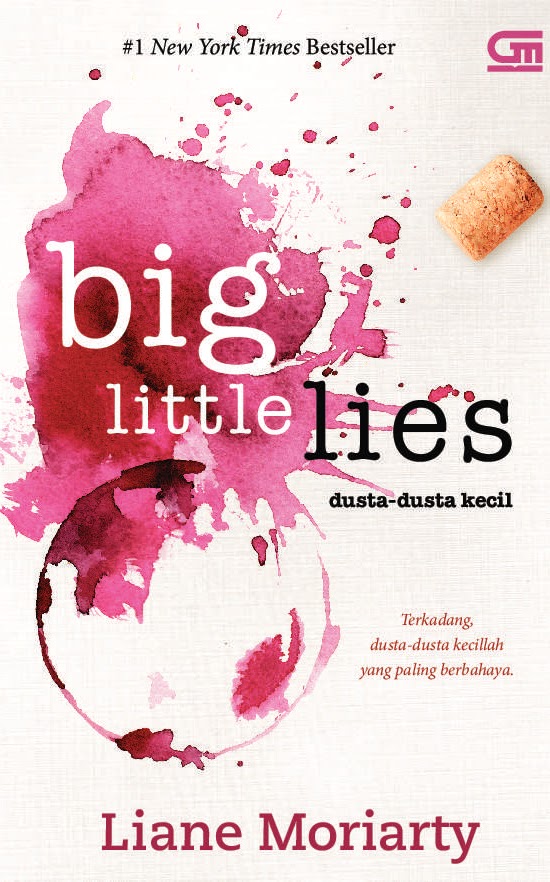 #1 New York Times Bestseller
GM
big
little lies
dusta-dusta kecil
Terkadang,
dusta-dusta kecillah
yang paling berbahaya.
Liane Moriarty